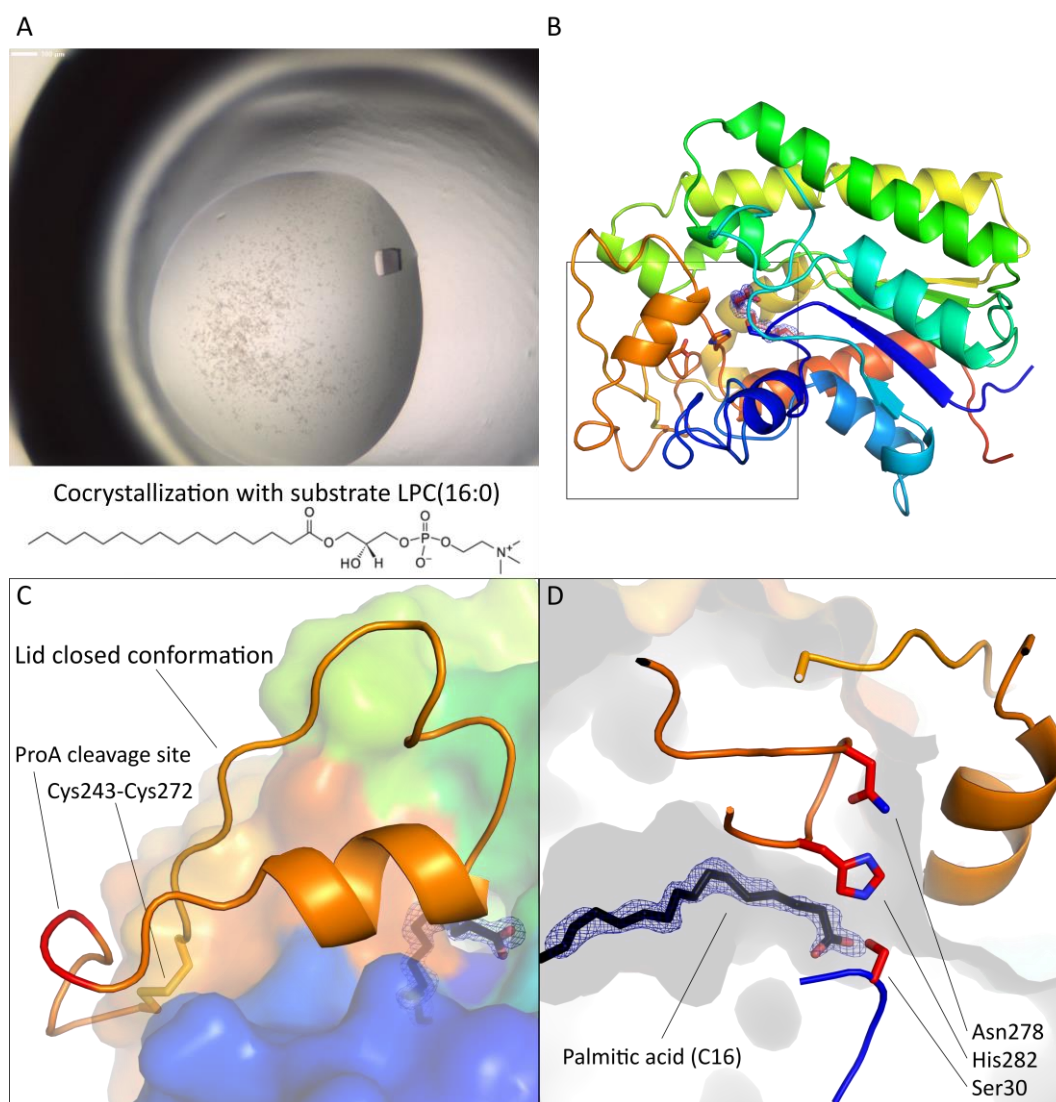 A
B
Cocrystallization with substrate LPC(16:0)
O
O
HO
H
O
P
O
O⁻
O
N⁺
C
Lid closed conformation
ProA cleavage site
Cys243-Cys272
D
Palmitic acid (C16)
Asn278
His282
Ser30